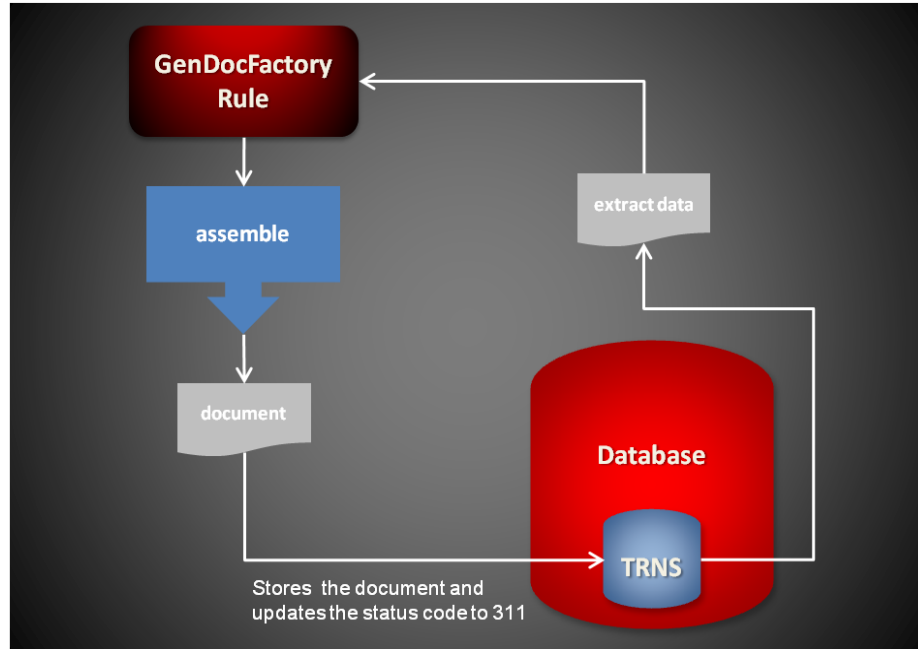 GenDocFactory
Rule
extract data
assemble
document
Database
TRNS
Stores  the document and
updates the status code to 311